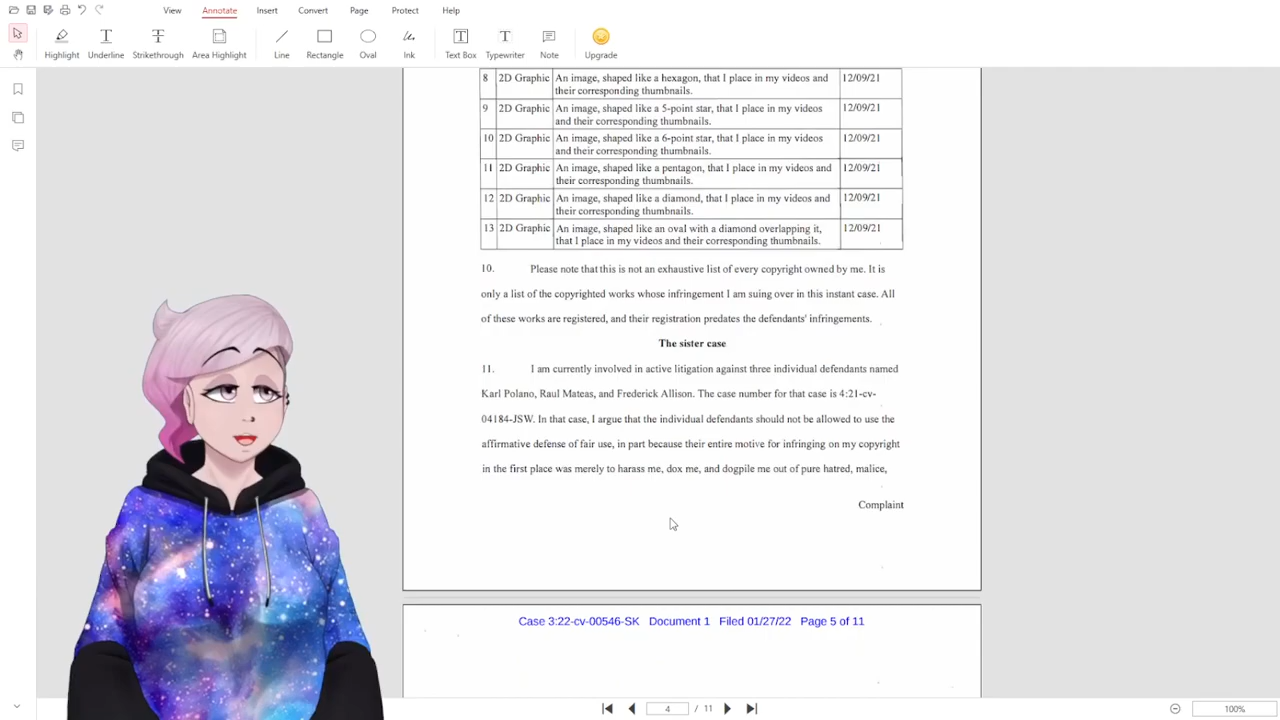 View Annotate Insert Convert Page Protect Help
Highlight Underline Strikethrough Area Highlight Line Rectangle Oval Ink Text Box Typewriter Note Upgrade
8 2D Graphic An image, shaped like a hexagon, that I place in my videos and 12/09/21
their corresponding thumbnails.
9 2D Graphic An image, shaped like a 5-point star, that I place in my videos 12/09/21
and their corresponding thumbnails.
10 2D Graphic An image, shaped like a 6-point star, that I place in my videos 12/09/21
and their corresponding thumbnails.
11 2D Graphic An image, shaped like a pentagon, that I place in my videos and 12/09/21
their corresponding thumbnails.
12 2D Graphic An image, shaped like a diamond, that I place in my videos and 12/09/21
their corresponding thumbnails.
13 2D Graphic An image, shaped like an oval with a diamond overlapping it, 12/09/21
that I place in my videos and their corresponding thumbnails.
10. Please note that this is not an exhaustive list of every copyright owned by me. It is
only a list of the copyrighted works whose infringement I am suing over in this instant case. All
of these works are registered, and their registration predates the defendants' infringements.
The sister case
11. I am currently involved in active litigation against three individual defendants named
Karl Polano, Raul Mateas, and Frederick Allison. The case number for that case is 4:21-cv-
04184-JSW. In that case, I argue that the individual defendants should not be allowed to use the
affirmative defense of fair use, in part because their entire motive for infringing on my copyright
in the first place was merely to harass me, dox me, and dogpile me out of pure hatred, malice,
Complaint
Case 3:22-cv-00546-SK Document 1 Filed 01/27/22 Page 5 of 11
4 / 11
100%